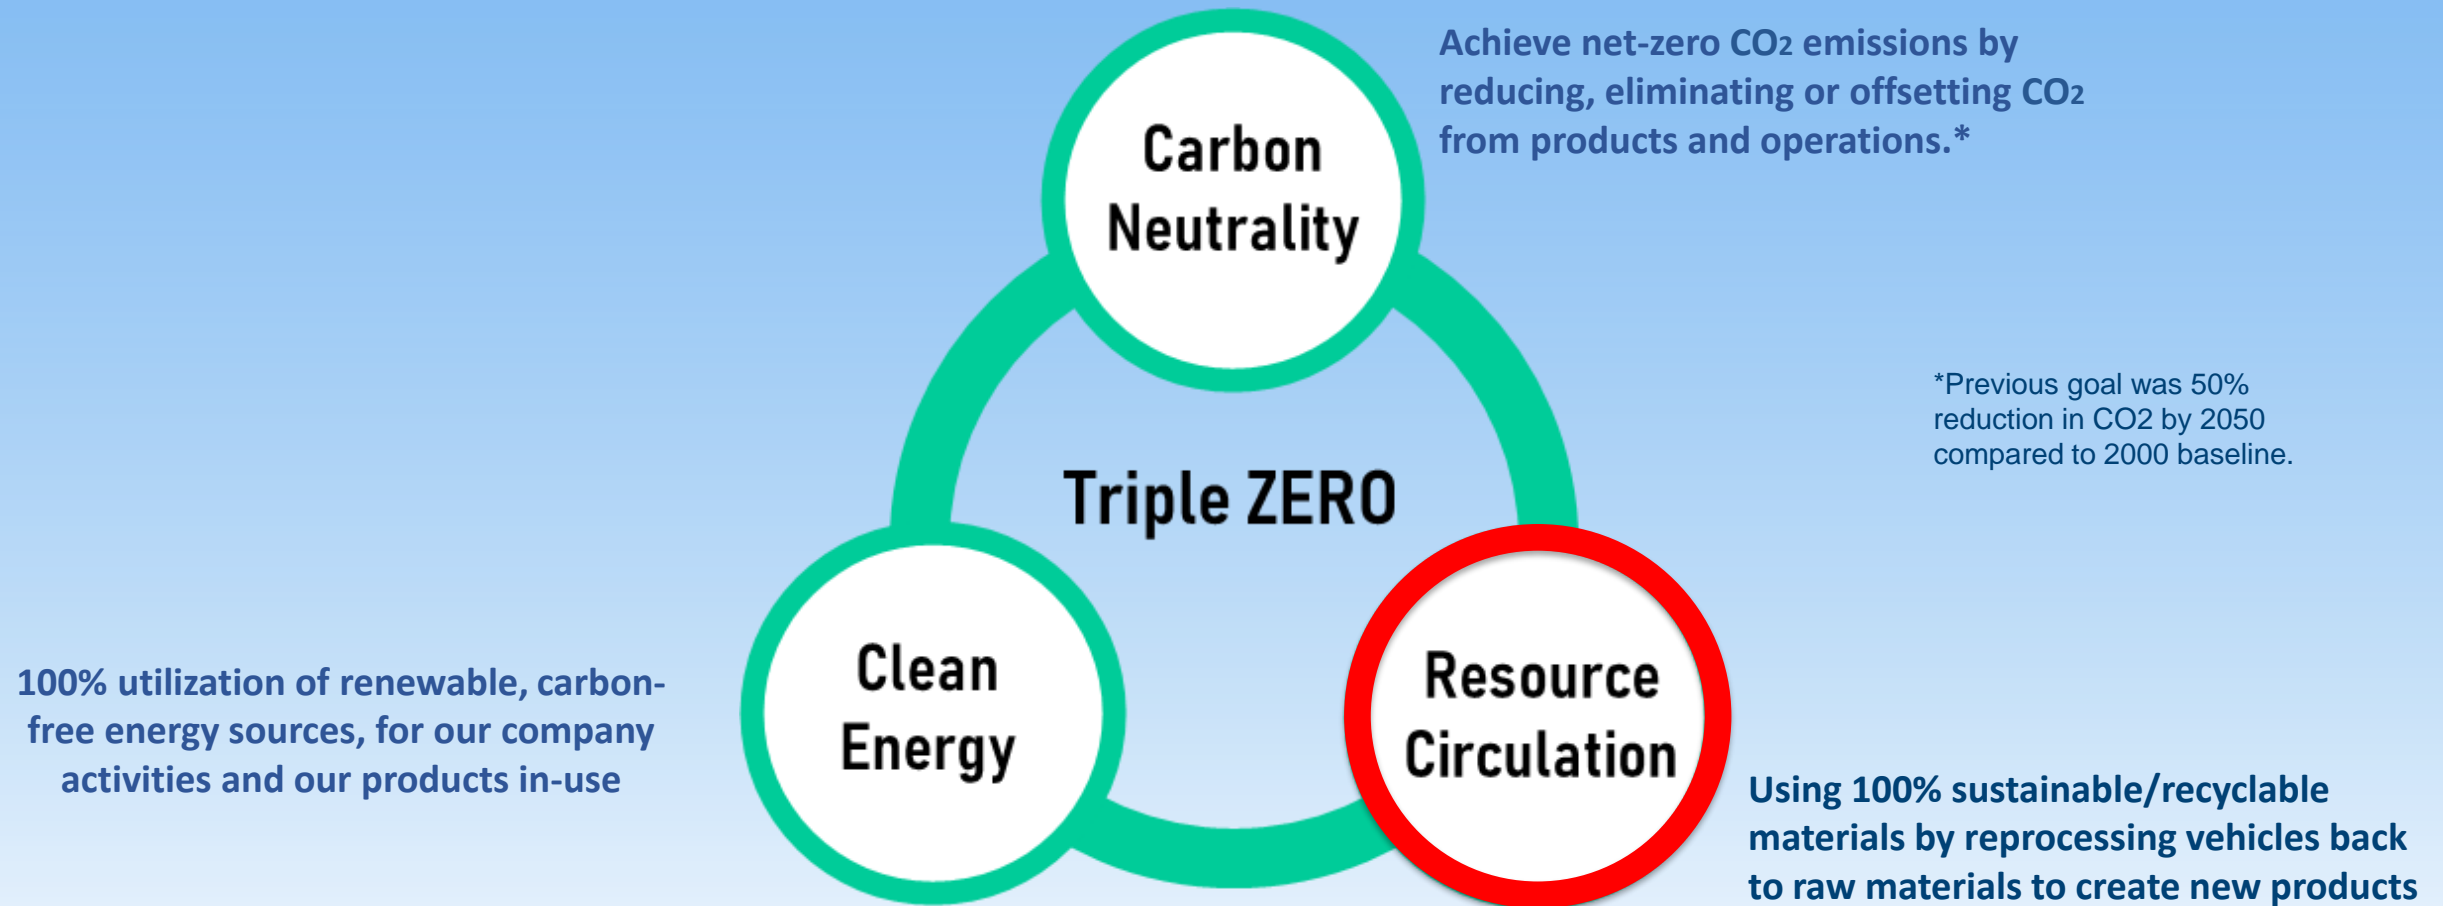 Achieve net-zero CO2 emissions by
reducing, eliminating or offsetting CO2
from products and operations.*
Carbon
Neutrality
*Previous goal was 50%
reduction in CO2 by 2050
compared to 2000 baseline.
Triple ZERO
Clean
Energy
Resource
Circulation
100% utilization of renewable, carbon-
free energy sources, for our company
activities and our products in-use
Using 100% sustainable/recyclable
materials by reprocessing vehicles back
to raw materials to create new products